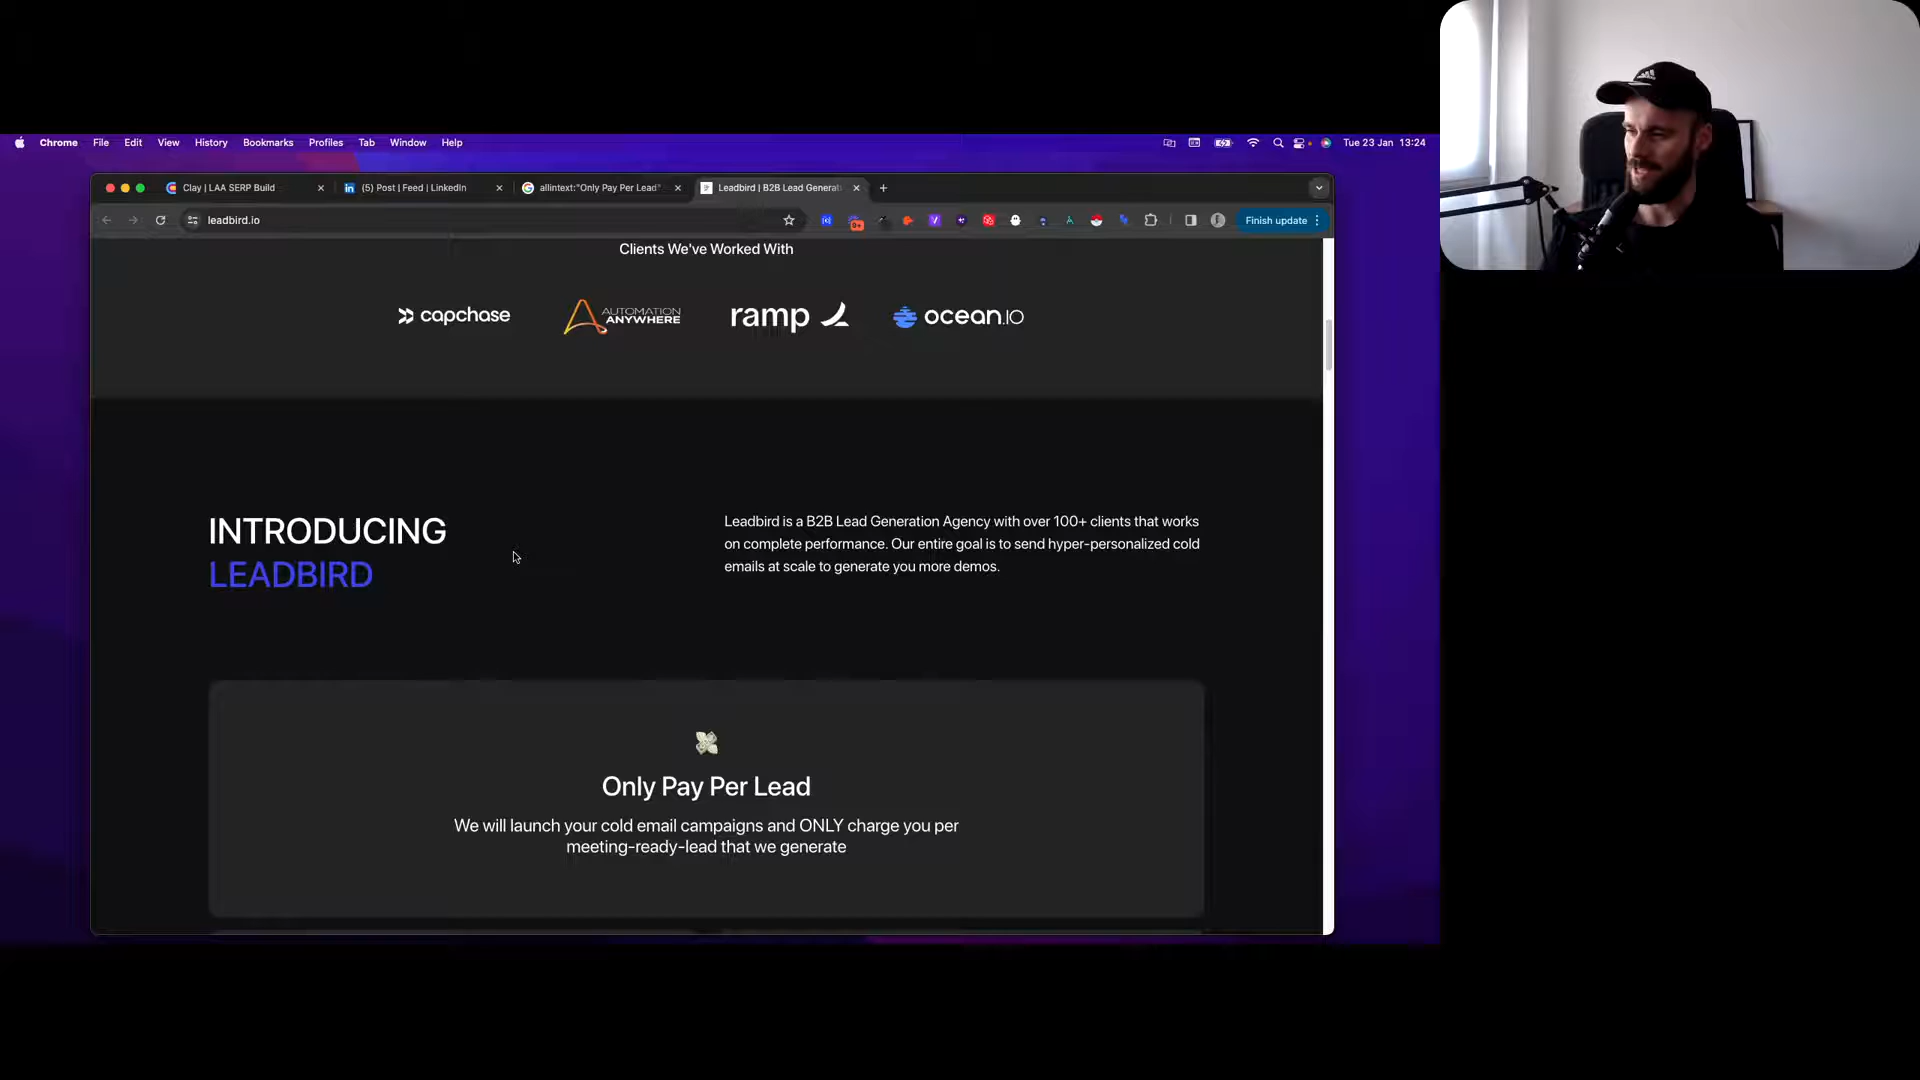 Chrome File Edit View History Bookmarks Profiles Tab Window Help
Tue 23 Jan 13:24
Clay | LAA SERP Build
(5) Post | Feed | LinkedIn
allintext:"Only Pay Per Lead"
Leadbird | B2B Lead Generat
leadbird.io
Finish update
Clients We've Worked With
capchase
AUTOMATION
ANYWHERE
ramp
ocean.IO
INTRODUCING
LEADBIRD
Leadbird is a B2B Lead Generation Agency with over 100+ clients that works
on complete performance. Our entire goal is to send hyper-personalized cold
emails at scale to generate you more demos.
Only Pay Per Lead
We will launch your cold email campaigns and ONLY charge you per
meeting-ready-lead that we generate